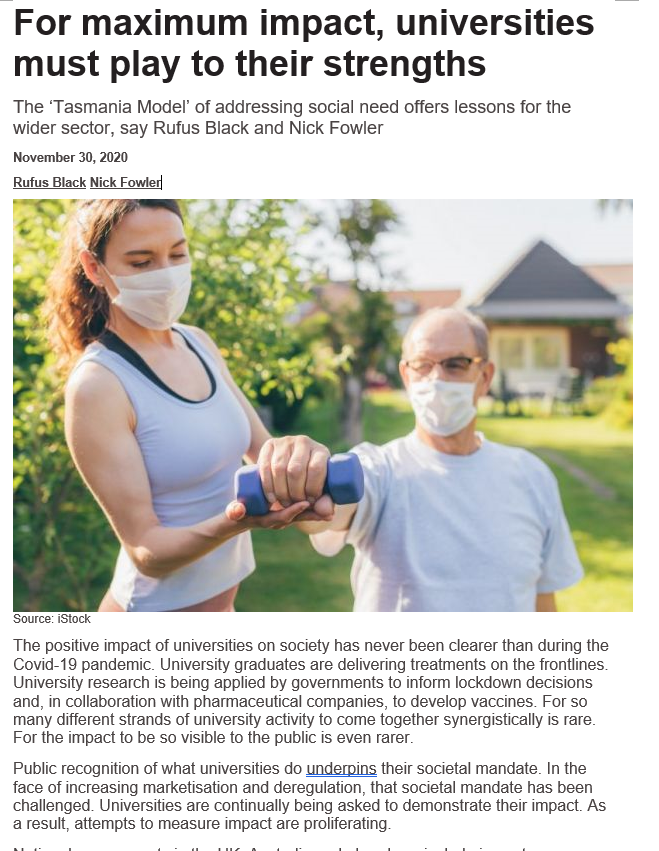 For maximum impact, universities
must play to their strengths
The ‘Tasmania Model’ of addressing social need offers lessons for the
wider sector, say Rufus Black and Nick Fowler
November 30, 2020
Rufus Black Nick Fowler
Source: iStock
The positive impact of universities on society has never been clearer than during the
Covid-19 pandemic. University graduates are delivering treatments on the frontlines.
University research is being applied by governments to inform lockdown decisions
and, in collaboration with pharmaceutical companies, to develop vaccines. For so
many different strands of university activity to come together synergistically is rare.
For the impact to be so visible to the public is even rarer.
Public recognition of what universities do underpins their societal mandate. In the
face of increasing marketisation and deregulation, that societal mandate has been
challenged. Universities are continually being asked to demonstrate their impact. As
a result, attempts to measure impact are proliferating.